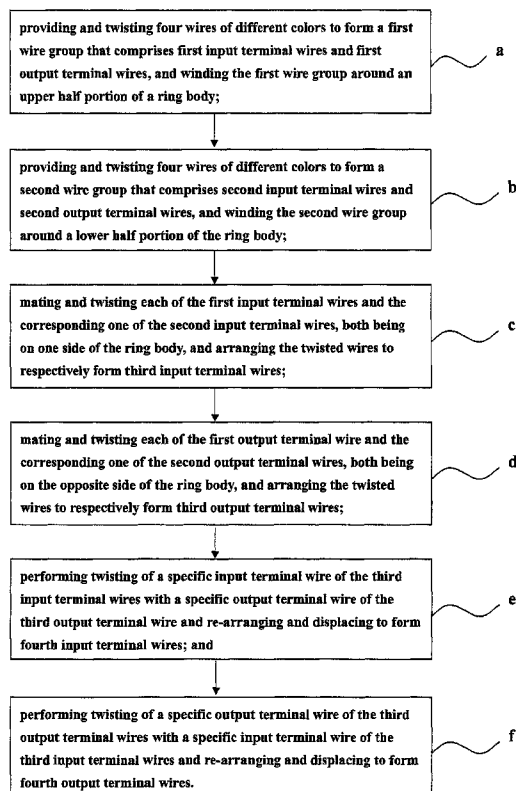 providing and twisting four wires of different colors to form a first
wire group that comprises first input terminal wires and first
output terminal wires, and winding the first wire group around an
upper half portion of a ring body;
a
providing and twisting four wires of different colors to form a
second wire group that comprises second input terminal wires and
second output terminal wires, and winding the second wire group
around a lower half portion of the ring body;
b
mating and twisting each of the first input terminal wires and the
corresponding one of the second input terminal wires, both being
on one side of the ring body, and arranging the twisted wires to
respectively form third input terminal wires;
c
mating and twisting each of the first output terminal wire and the
corresponding one of the second output terminal wires, both being
on the opposite side of the ring body, and arranging the twisted
wires to respectively form third output terminal wires;
d
performing twisting of a specific input terminal wire of the third
input terminal wires with a specific output terminal wire of the
third output terminal wire and re-arranging and displacing to form
fourth input terminal wires; and
e
performing twisting of a specific output terminal wire of the third
output terminal wires with a specific input terminal wire of the
third input terminal wires and re-arranging and displacing to form
fourth output terminal wires.
f